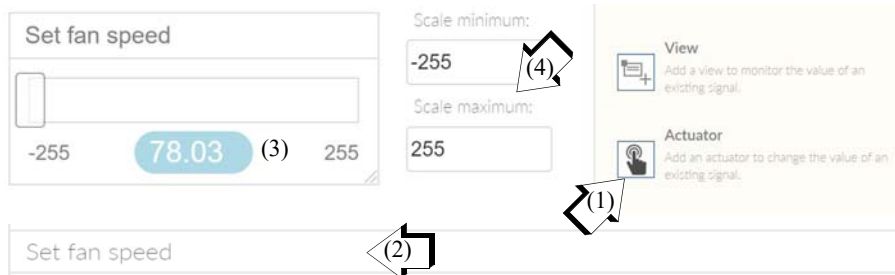 Set fan speed
-255
78.03
(3)
255
Scale minimum:
-255
(4)
Scale maximum:
255
View
Add a view to monitor the value of an
existing signal.
Actuator
Add an actuator to change the value of an
existing signal.
(1)
Set fan speed
(2)